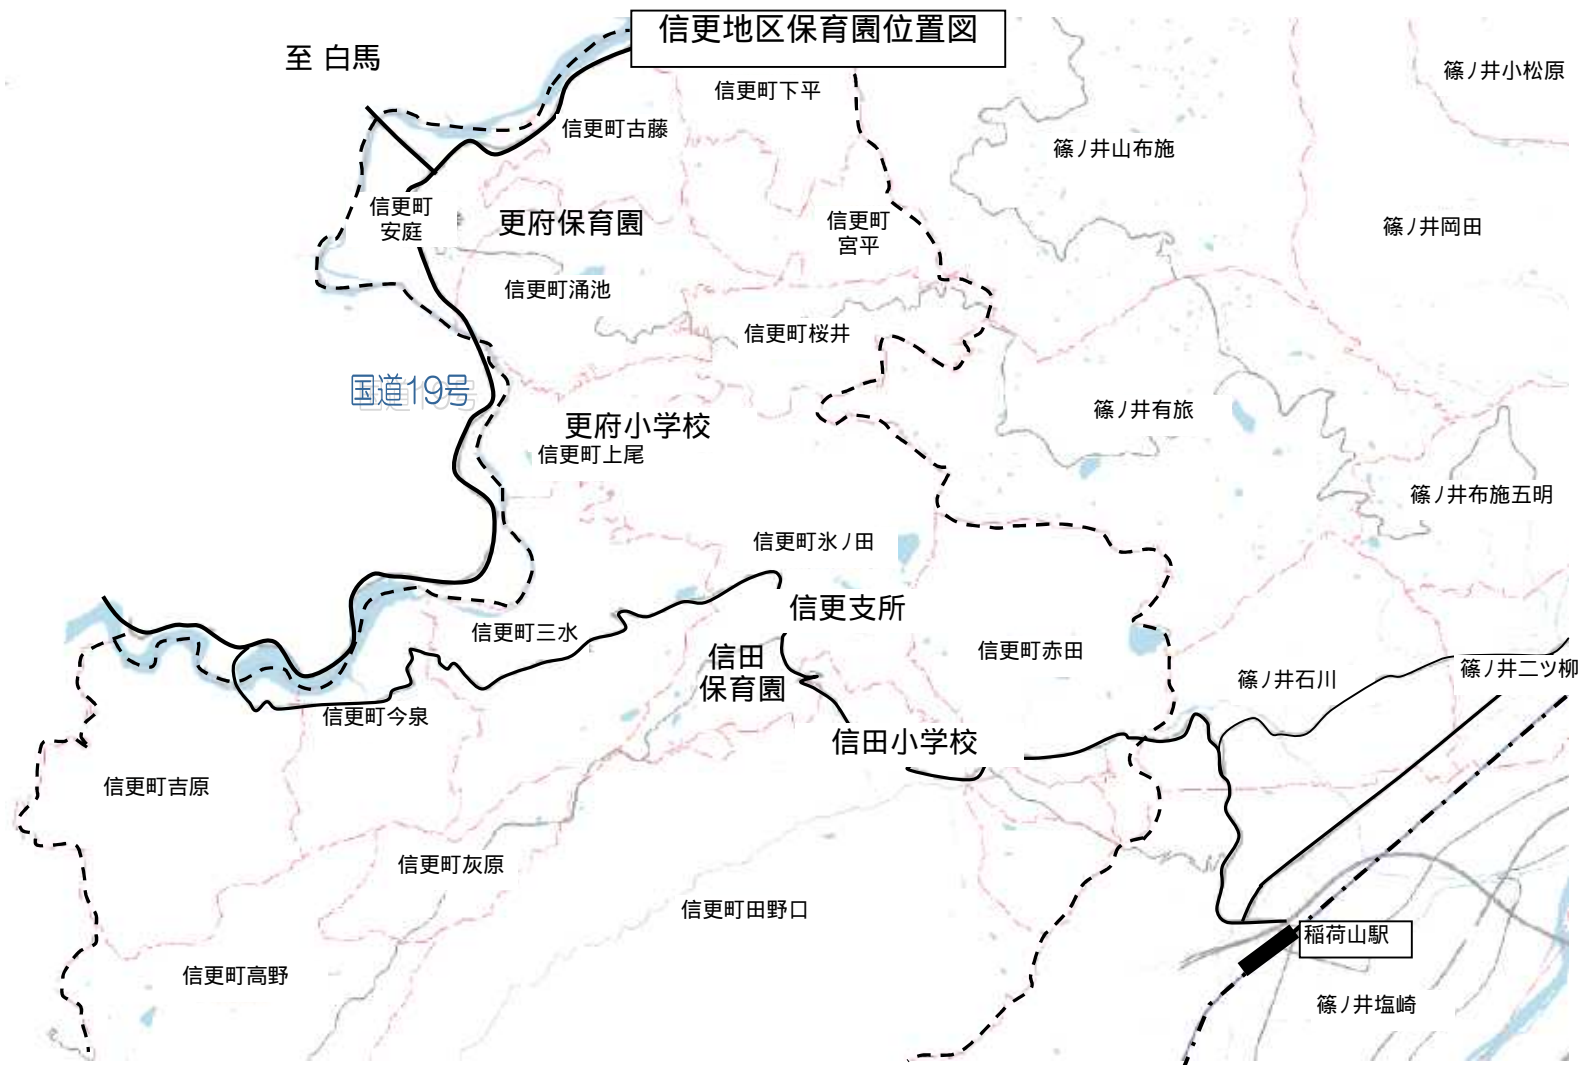 信更地区保育園位置図
至 白馬
篠ノ井小松原
信更町下平
信更町古藤
篠ノ井山布施
信更町
安庭
更府保育園
信更町
宮平
篠ノ井岡田
信更町涌池
信更町桜井
国道19号
篠ノ井有旅
更府小学校
信更町上尾
篠ノ井布施五明
信更町氷ノ田
信更支所
信更町三水
信田
保育園
信更町赤田
篠ノ井石川
篠ノ井二ツ柳
信更町今泉
信田小学校
信更町吉原
信更町灰原
信更町田野口
稲荷山駅
信更町高野
篠ノ井塩崎